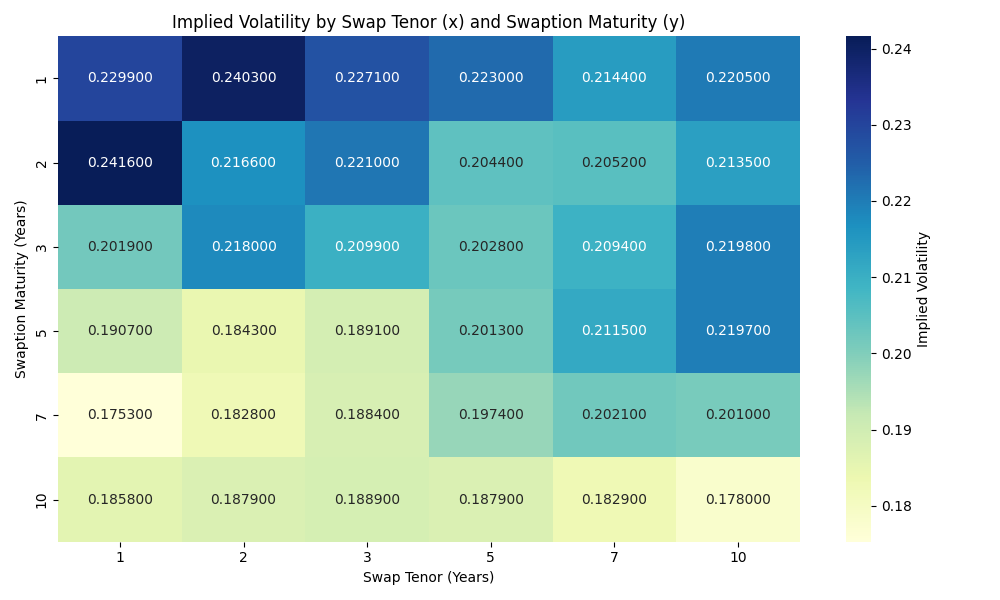 Implied Volatility by Swap Tenor (x) and Swaption Maturity (y)
Swaption Maturity (Years)
1 0.229900 0.240300 0.227100 0.223000 0.214400 0.220500
2 0.241600 0.216600 0.221000 0.204400 0.205200 0.213500
3 0.201900 0.218000 0.209900 0.202800 0.209400 0.219800
5 0.190700 0.184300 0.189100 0.201300 0.211500 0.219700
7 0.175300 0.182800 0.188400 0.197400 0.202100 0.201000
10 0.185800 0.187900 0.188900 0.187900 0.182900 0.178000
1 2 3 5 7 10
Swap Tenor (Years)
0.24
0.23
0.22
0.21
0.20
0.19
0.18
Implied Volatility